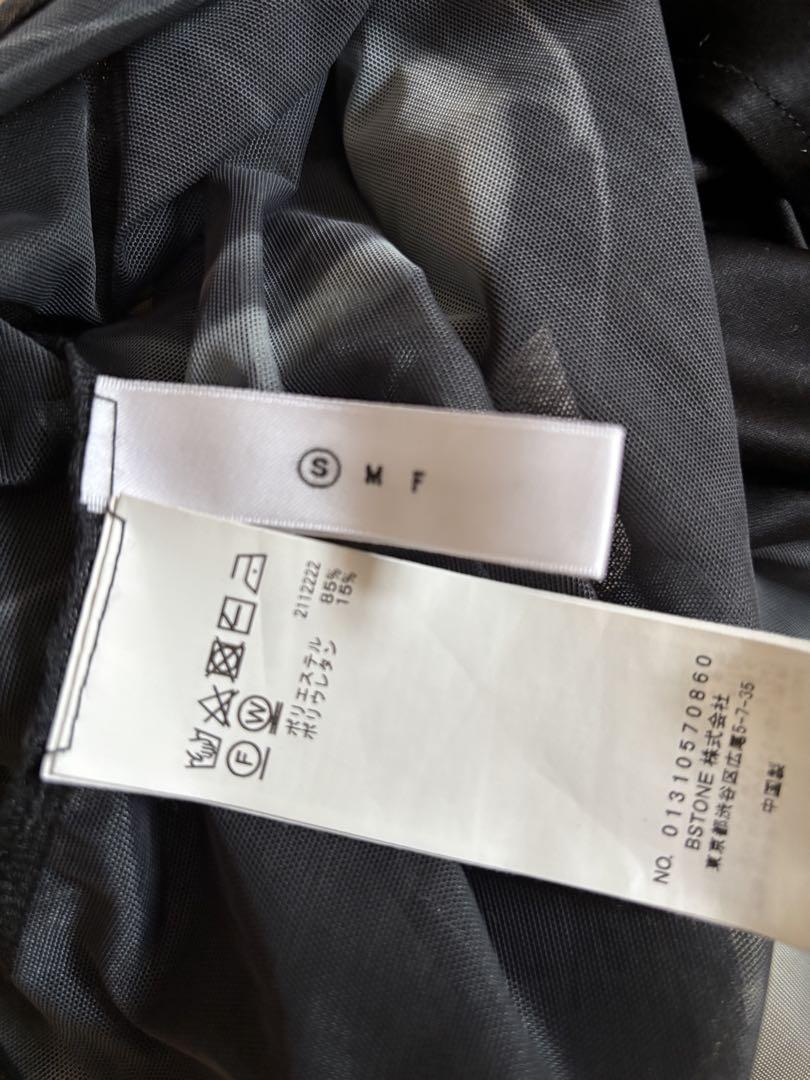 Ⓢ M F
Ⓕ Ⓦ
2112222
ポリエステル 85%
ポリウレタン 15%
NO. 01310570860
BSTONE 株式会社
東京都渋谷区広尾5-7-35
中国製